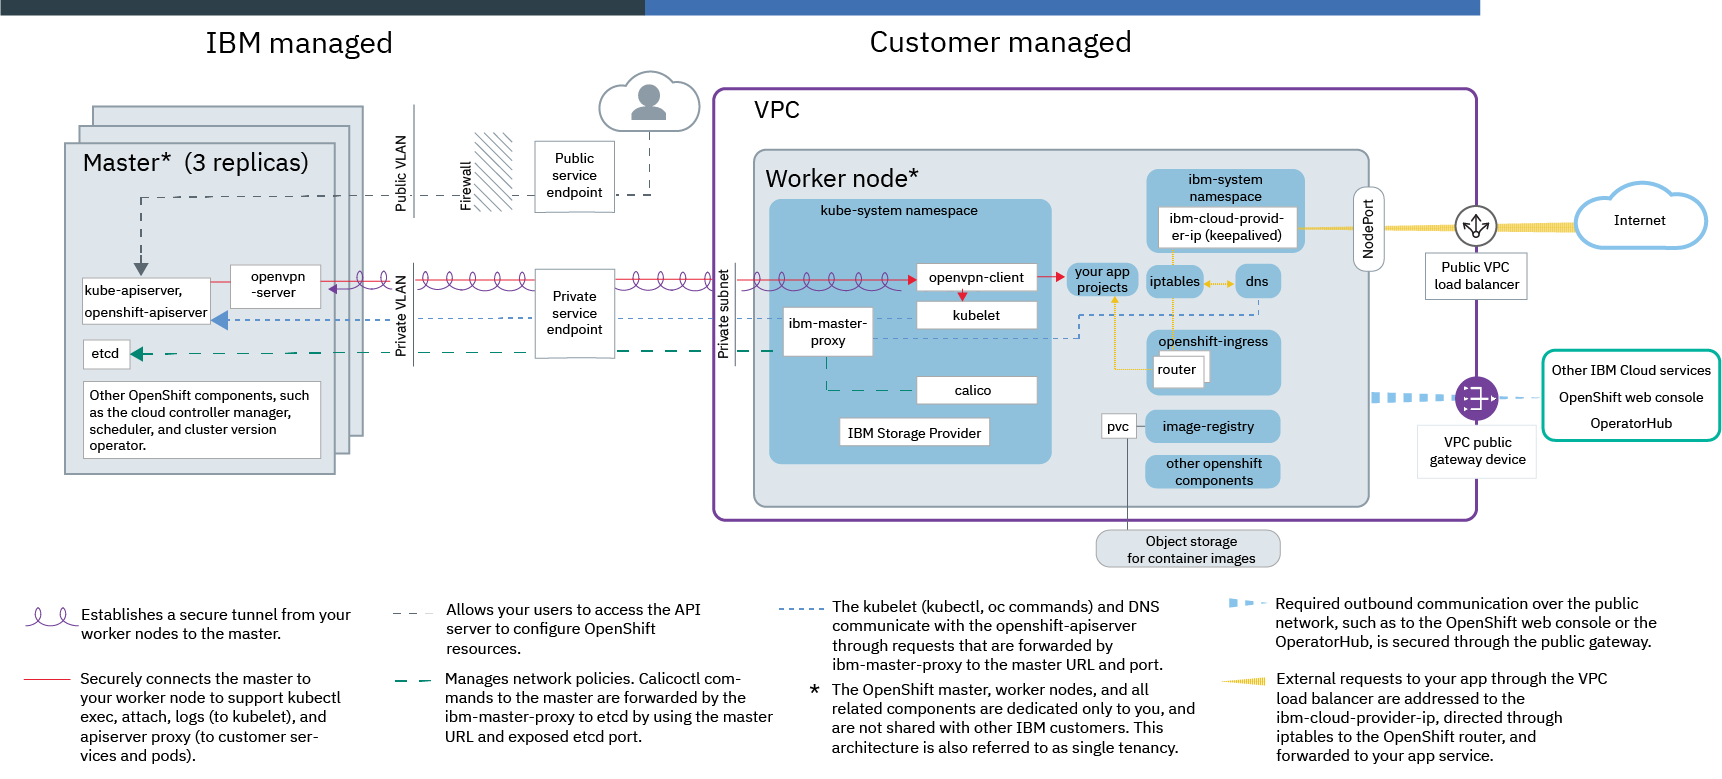 IBM managed
Customer managed
Master* (3 replicas)
kube-apiserver,
openshift-apiserver
openvpn
-server
etcd
Other OpenShift components, such
as the cloud controller manager,
scheduler, and cluster version
operator.
Public VLAN
Firewall
Public
service
endpoint
Private VLAN
Private
service
endpoint
Private subnet
VPC
Worker node*
kube-system namespace
openvpn-client
kubelet
ibm-master-
proxy
calico
IBM Storage Provider
your app
projects
ibm-system
namespace
ibm-cloud-provid-
er-ip (keepalived)
iptables
dns
openshift-ingress
router
pvc
image-registry
other openshift
components
Object storage
for container images
NodePort
Public VPC
load balancer
Internet
VPC public
gateway device
Other IBM Cloud services
OpenShift web console
OperatorHub
Establishes a secure tunnel from your
worker nodes to the master.
Securely connects the master to
your worker node to support kubectl
exec, attach, logs (to kubelet), and
apiserver proxy (to customer ser-
vices and pods).
Allows your users to access the API
server to configure OpenShift
resources.
Manages network policies. Calicoctl com-
mands to the master are forwarded by the
ibm-master-proxy to etcd by using the master
URL and exposed etcd port.
The kubelet (kubectl, oc commands) and DNS
communicate with the openshift-apiserver
through requests that are forwarded by
ibm-master-proxy to the master URL and port.
* The OpenShift master, worker nodes, and all
related components are dedicated only to you, and
are not shared with other IBM customers. This
architecture is also referred to as single tenancy.
Required outbound communication over the public
network, such as to the OpenShift web console or the
OperatorHub, is secured through the public gateway.
External requests to your app through the VPC
load balancer are addressed to the
ibm-cloud-provider-ip, directed through
iptables to the OpenShift router, and
forwarded to your app service.